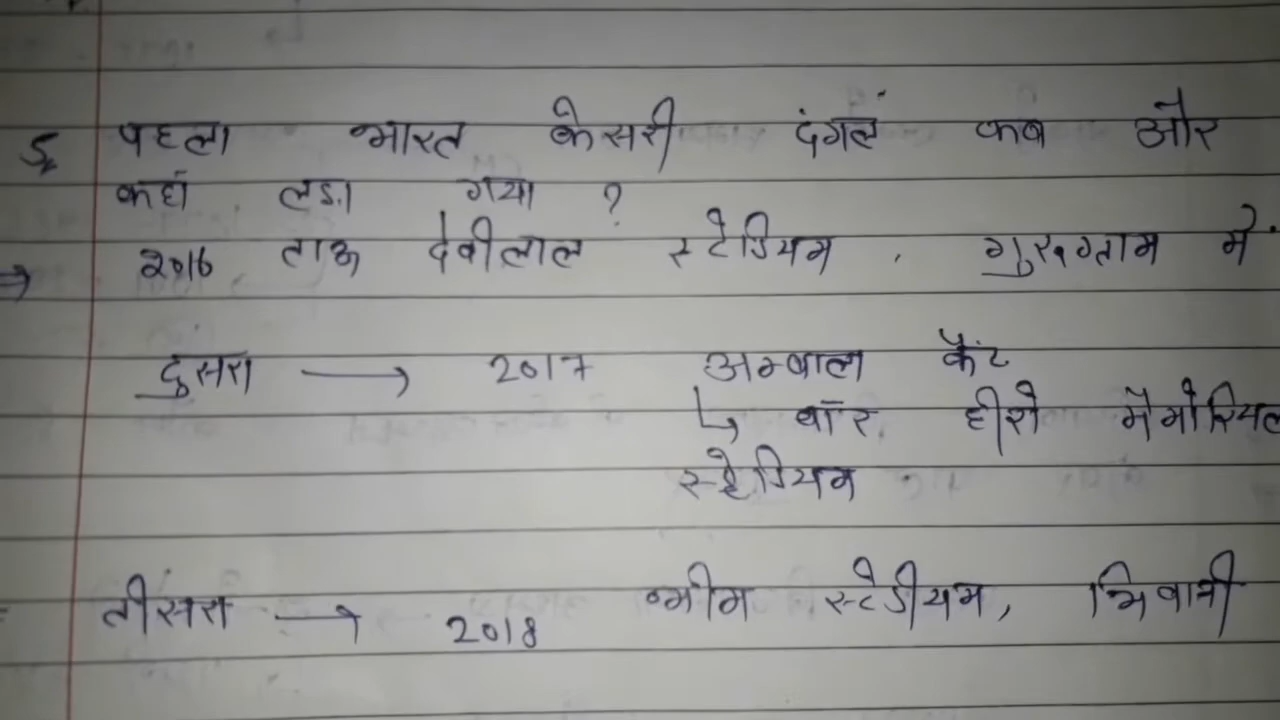 5 पहला भारत केसरी दंगल कब और
कहां लड़ा गया ?
⇒ 2016 ताऊ देवीलाल स्टेडियम , गुरुग्राम में
दुसरा → 2017 अम्बाला कैंट
↳ वॉर हीरो मैमोरियल
स्टेडियम
तीसरा → 2018 भीम स्टेडीयम, भिवानी